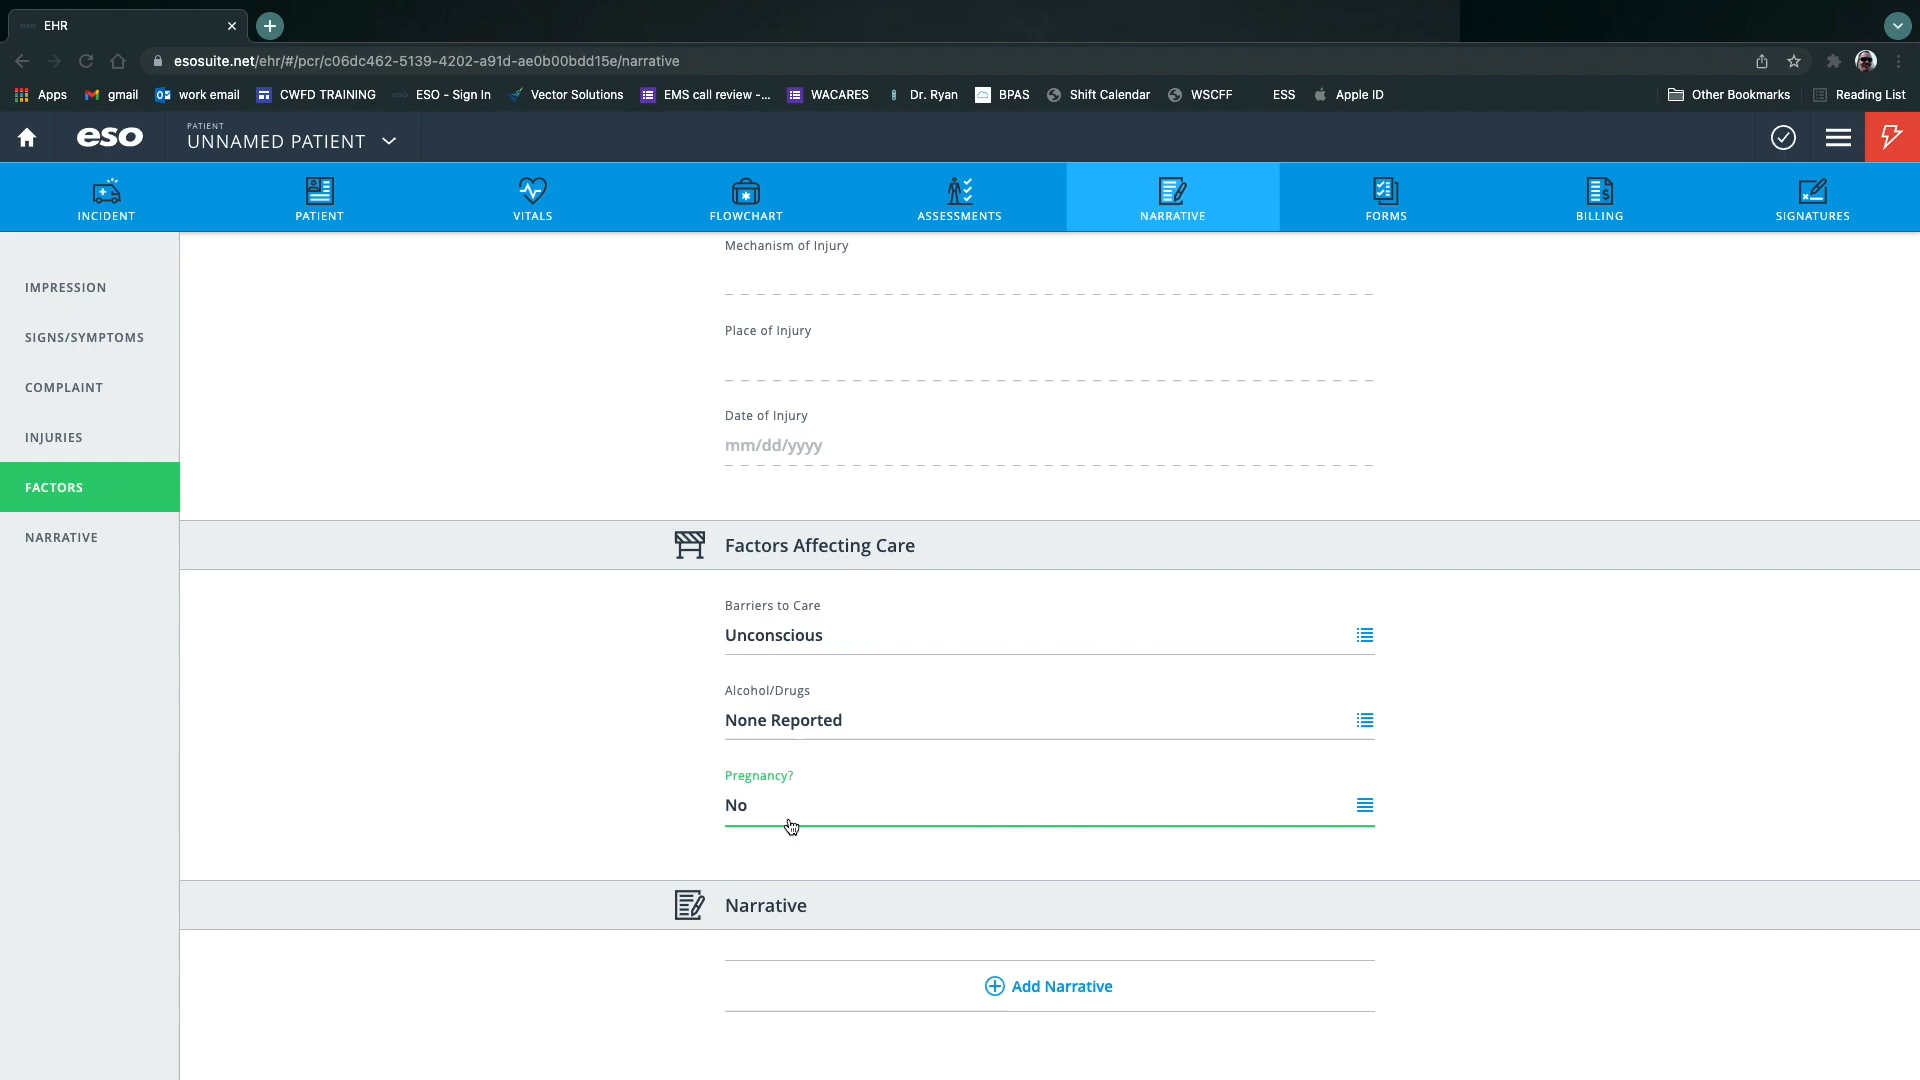 EHR
esosuite.net/ehr/#/pcr/c06dc462-5139-4202-a91d-ae0b00bdd15e/narrative
Apps gmail work email CWFD TRAINING eso ESO - Sign In Vector Solutions EMS call review -... WACARES Dr. Ryan BPAS Shift Calendar WSCFF ESS Apple ID Other Bookmarks Reading List
eso
PATIENT
UNNAMED PATIENT
INCIDENT PATIENT VITALS FLOWCHART ASSESSMENTS NARRATIVE FORMS BILLING SIGNATURES
IMPRESSION
SIGNS/SYMPTOMS
COMPLAINT
INJURIES
FACTORS
NARRATIVE
Mechanism of Injury
Place of Injury
Date of Injury
mm/dd/yyyy
Factors Affecting Care
Barriers to Care
Unconscious
Alcohol/Drugs
None Reported
Pregnancy?
No
Narrative
Add Narrative